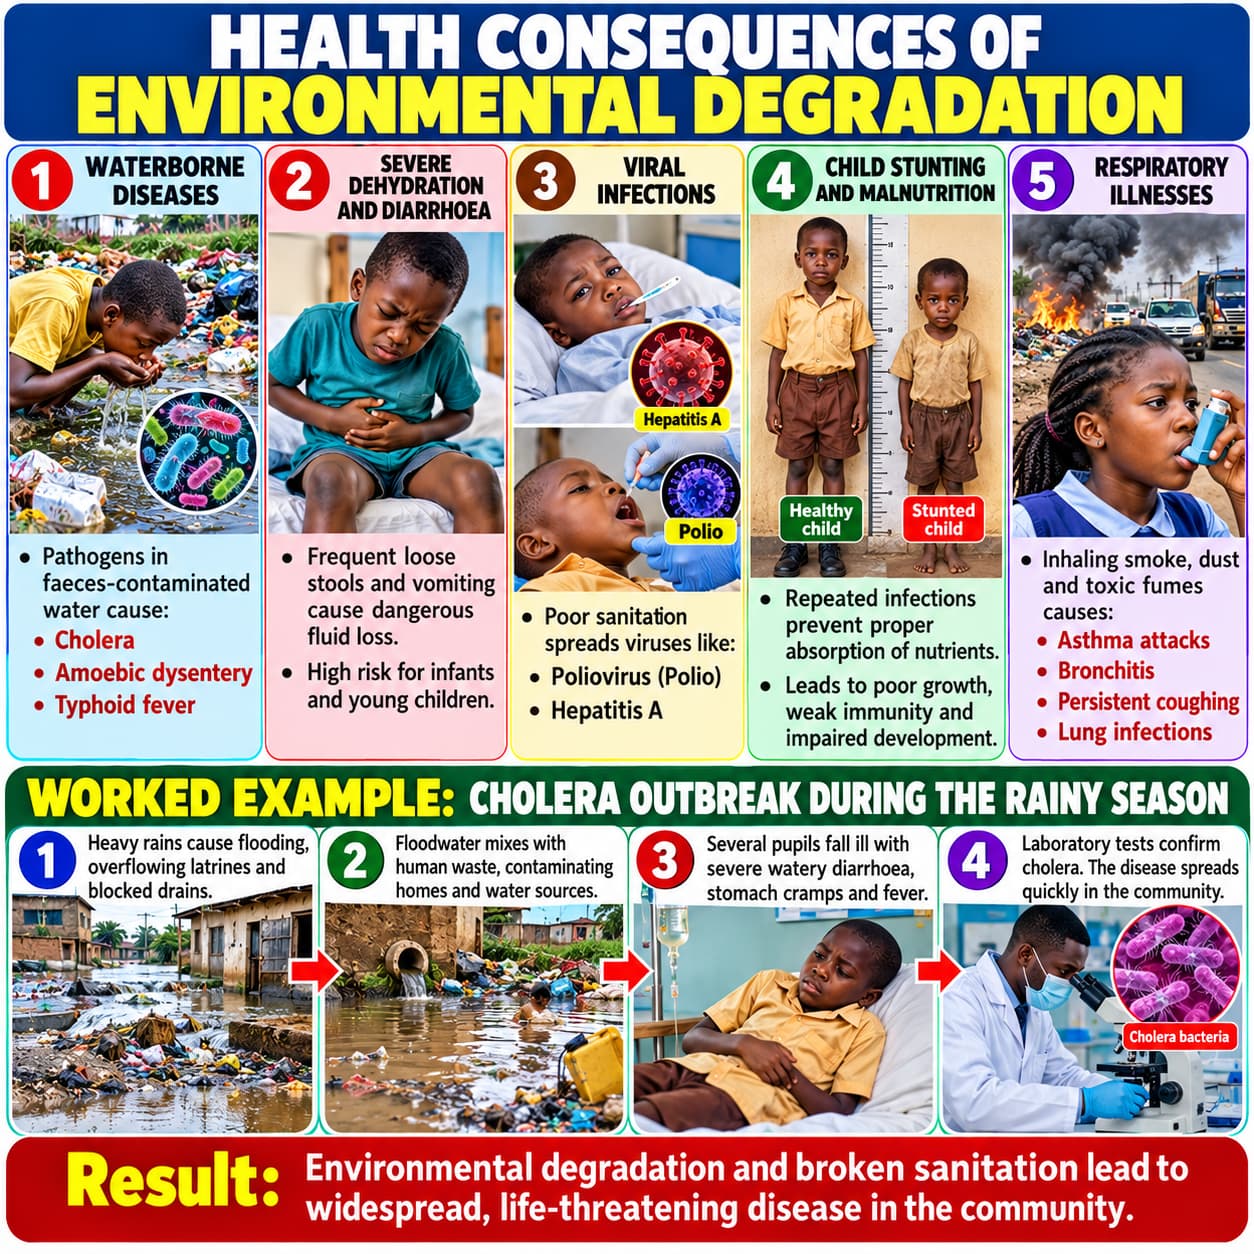 HEALTH CONSEQUENCES OF
ENVIRONMENTAL DEGRADATION
1
WATERBORNE
DISEASES
• Pathogens in
faeces-contaminated
water cause:
• Cholera
• Amoebic dysentery
• Typhoid fever
2
SEVERE
DEHYDRATION
AND DIARRHOEA
• Frequent loose
stools and vomiting
cause dangerous
fluid loss.
• High risk for infants
and young children.
3
VIRAL
INFECTIONS
Hepatitis A
Polio
• Poor sanitation
spreads viruses like:
• Poliovirus (Polio)
• Hepatitis A
4
CHILD STUNTING
AND MALNUTRITION
Healthy
child
Stunted
child
• Repeated infections
prevent proper
absorption of nutrients.
• Leads to poor growth,
weak immunity and
impaired development.
5
RESPIRATORY
ILLNESSES
• Inhaling smoke, dust
and toxic fumes
causes:
• Asthma attacks
• Bronchitis
• Persistent coughing
• Lung infections
WORKED EXAMPLE: CHOLERA OUTBREAK DURING THE RAINY SEASON
1
Heavy rains cause flooding,
overflowing latrines and
blocked drains.
2
Floodwater mixes with
human waste, contaminating
homes and water sources.
3
Several pupils fall ill with
severe watery diarrhoea,
stomach cramps and fever.
4
Laboratory tests confirm
cholera. The disease spreads
quickly in the community.
Cholera bacteria
Result: Environmental degradation and broken sanitation lead to
widespread, life-threatening disease in the community.